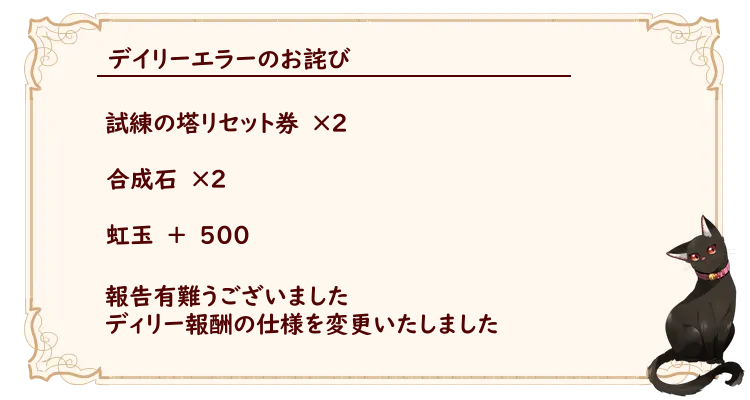 デイリーエラーのお詫び
試練の塔リセット券 ×2
合成石 ×2
虹玉 ＋ 500
報告有難うございました
ディリー報酬の仕様を変更いたしました